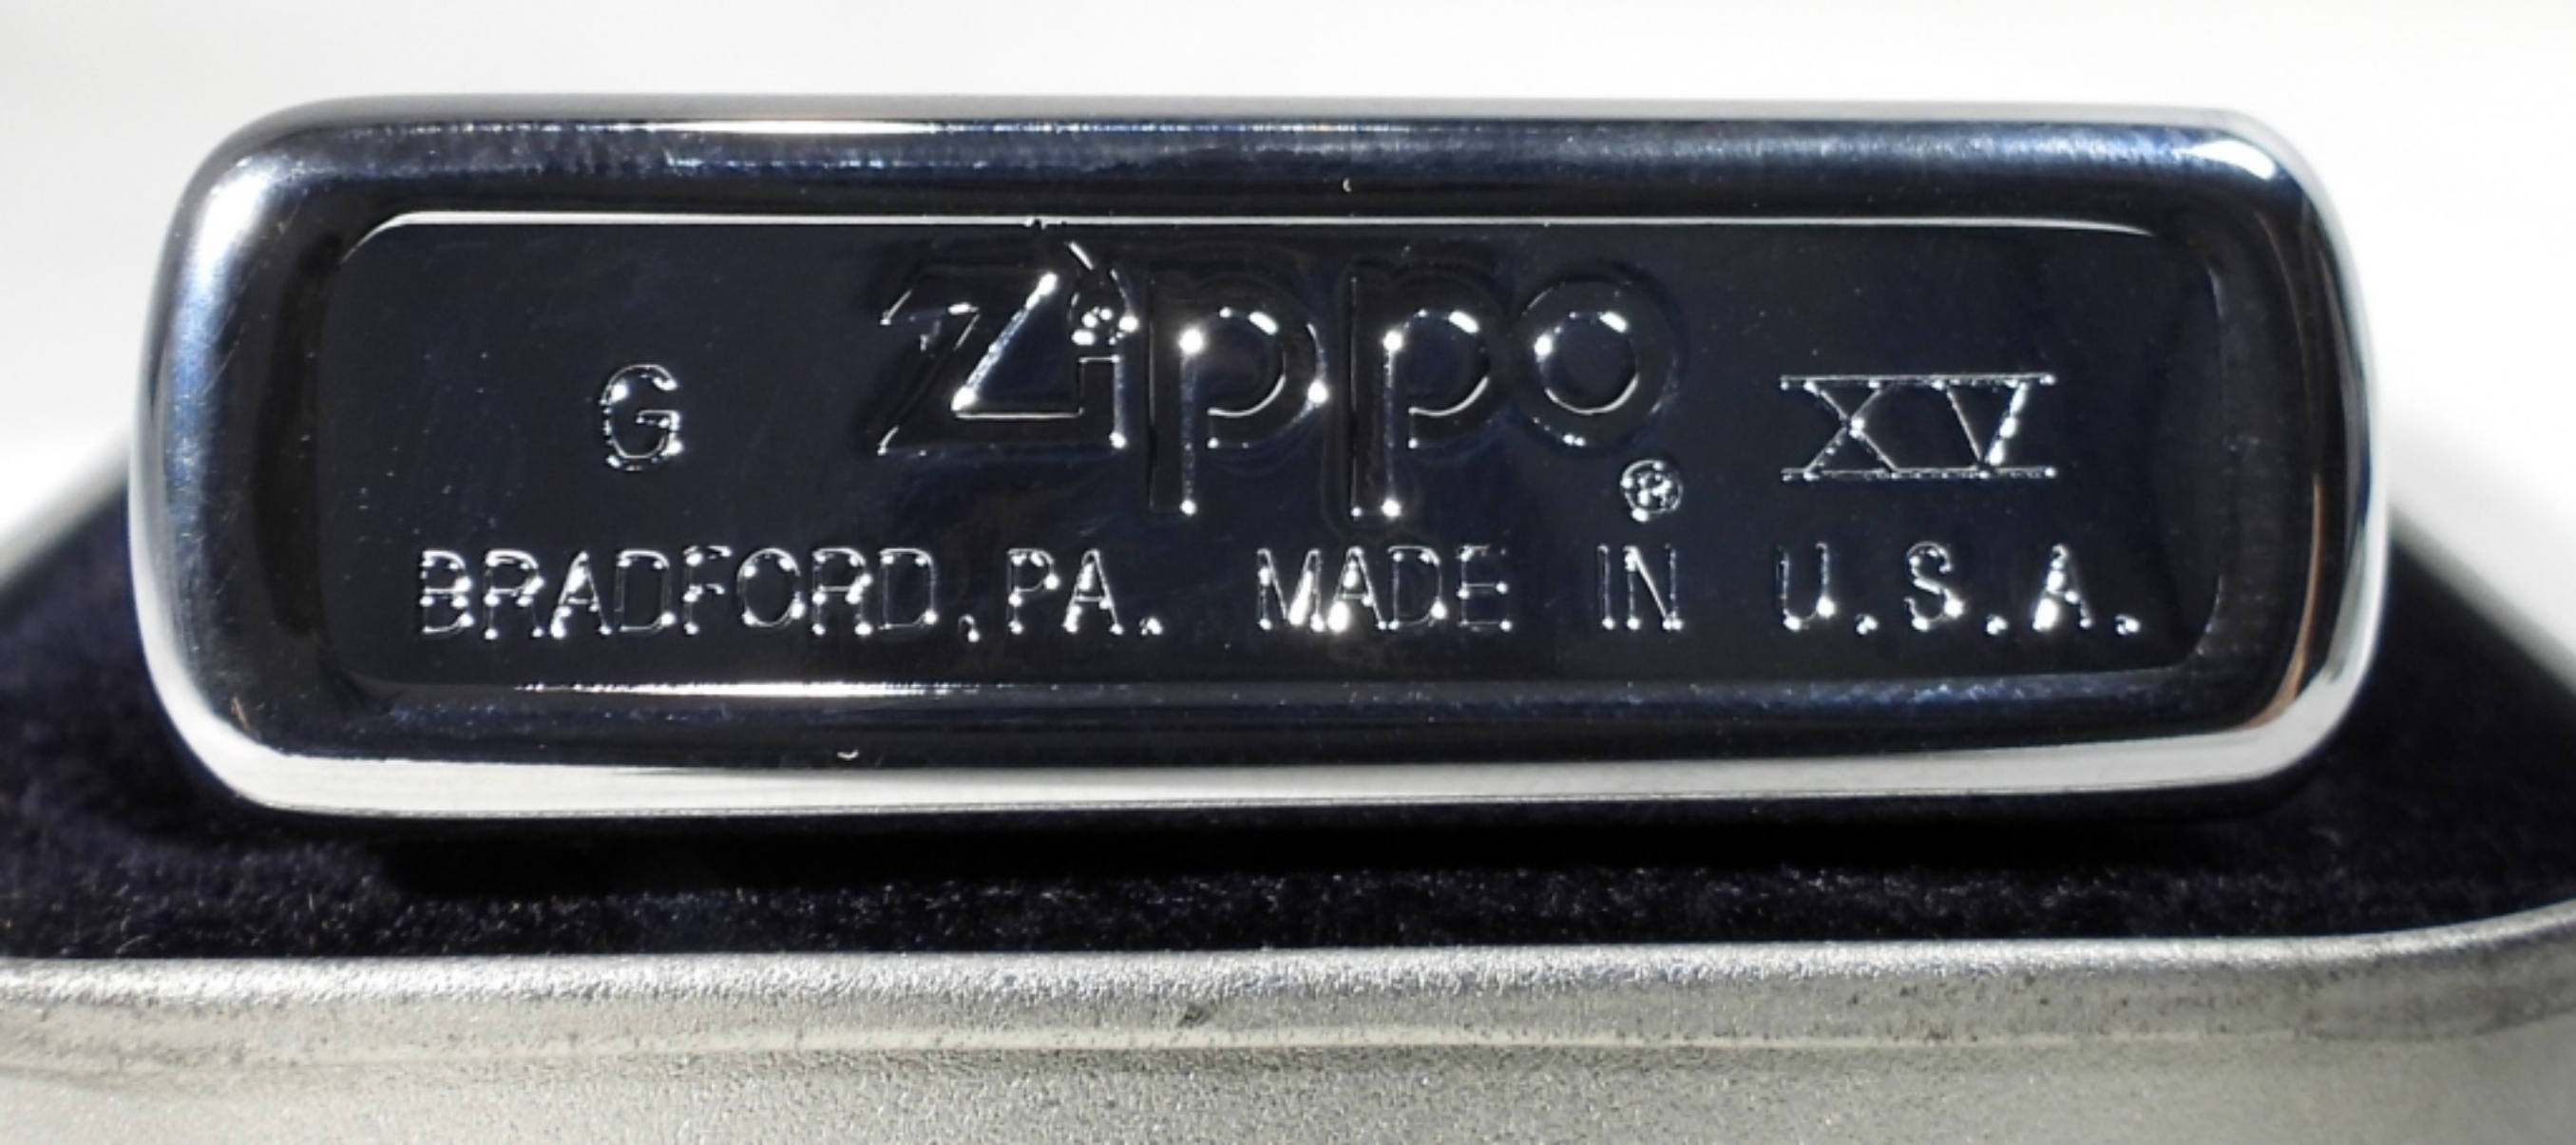 G Zippo ® XV
BRADFORD, PA. MADE IN U.S.A.